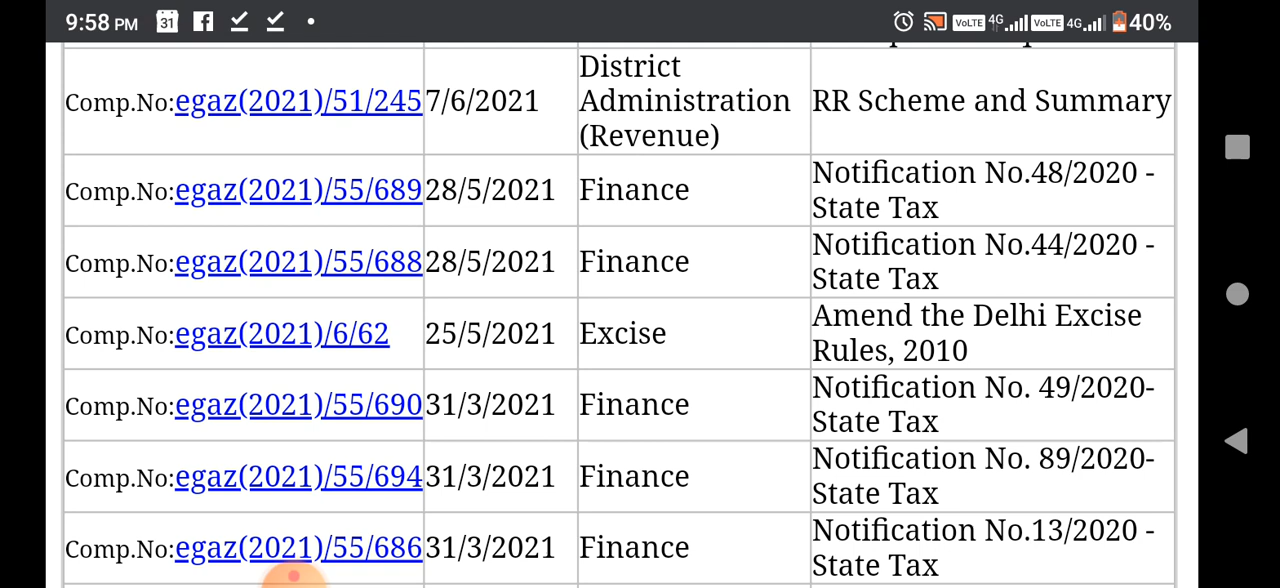 9:58 PM 31 VoLTE 4G VoLTE 4G 40%
District
Administration
(Revenue)
Comp.No:egaz(2021)/51/245 7/6/2021 RR Scheme and Summary
Comp.No:egaz(2021)/55/689 28/5/2021 Finance Notification No.48/2020 -
State Tax
Comp.No:egaz(2021)/55/688 28/5/2021 Finance Notification No.44/2020 -
State Tax
Comp.No:egaz(2021)/6/62 25/5/2021 Excise Amend the Delhi Excise
Rules, 2010
Comp.No:egaz(2021)/55/690 31/3/2021 Finance Notification No. 49/2020-
State Tax
Comp.No:egaz(2021)/55/694 31/3/2021 Finance Notification No. 89/2020-
State Tax
Comp.No:egaz(2021)/55/686 31/3/2021 Finance Notification No.13/2020 -
State Tax